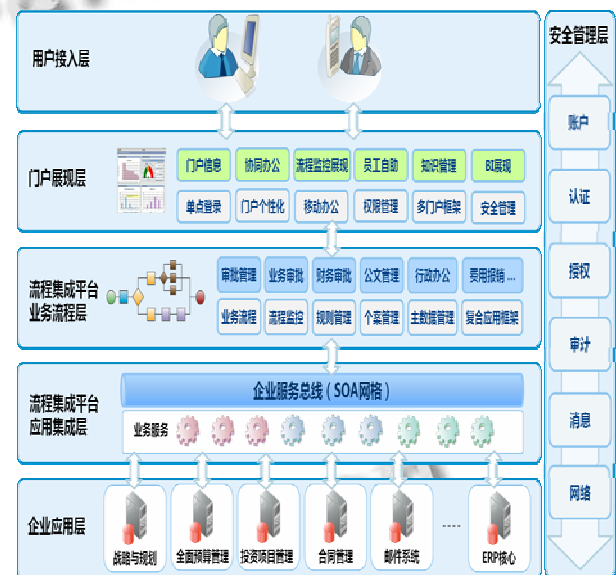 用户接入层
安全管理层
账户
认证
授权
审计
消息
网络
门户展现层
门户信息 协同办公 流程监控展现 员工自助 知识管理 BI展现
单点登录 门户个性化 移动办公 权限管理 多门户框架 安全管理
流程集成平台
业务流程层
审批管理 业务审批 财务审批 公文管理 行政办公 费用报销 ...
业务流程 流程监控 规则管理 个案管理 主数据管理 复合应用框架
流程集成平台
应用集成层
企业服务总线（SOA网格）
业务服务
企业应用层
战略与规划 全面预算管理 投资项目管理 合同管理 邮件系统 ---- ERP核心